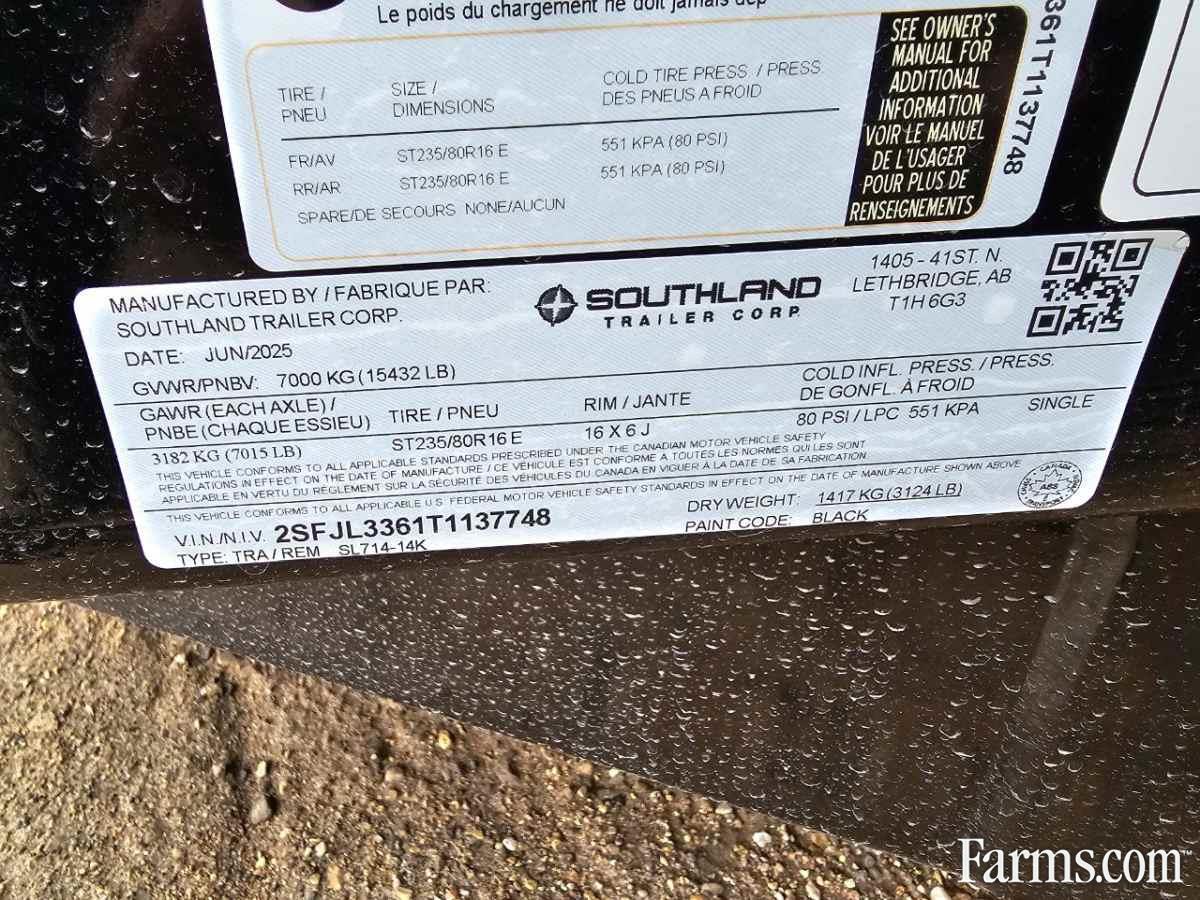 Le poids du chargement ne doit jamais dép
TIRE / PNEU
SIZE / DIMENSIONS
COLD TIRE PRESS. / PRESS DES PNEUS A FROID
FR/AV ST235/80R16 E 551 KPA (80 PSI)
RR/AR ST235/80R16 E 551 KPA (80 PSI)
SPARE/DE SECOURS NONE/AUCUN
SEE OWNER'S
MANUAL FOR
ADDITIONAL
INFORMATION
VOIR LE MANUEL
DE L'USAGER
POUR PLUS DE
RENSEIGNEMENTS
361T1137748
MANUFACTURED BY / FABRIQUE PAR:
SOUTHLAND TRAILER CORP.
SOUTHLAND
TRAILER CORP.
1405 - 41ST. N.
LETHBRIDGE, AB
T1H 6G3
DATE: JUN/2025
GVWR/PNBV: 7000 KG (15432 LB)
GAWR (EACH AXLE) /
PNBE (CHAQUE ESSIEU)
TIRE / PNEU
RIM / JANTE
COLD INFL. PRESS. / PRESS.
DE GONFL. À FROID
3182 KG (7015 LB) ST235/80R16 E 16 X 6 J 80 PSI / LPC 551 KPA SINGLE
THIS VEHICLE CONFORMS TO ALL APPLICABLE STANDARDS PRESCRIBED UNDER THE CANADIAN MOTOR VEHICLE SAFETY
REGULATIONS IN EFFECT ON THE DATE OF MANUFACTURE / CE VÉHICULE EST CONFORME À TOUTES LES NORMES QUI LES SONT
APPLICABLE EN VERTU DU RÈGLEMENT SUR LA SÉCURITÉ DES VÉHICULES DU CANADA EN VIGUER À LA DATE DE SA FABRICATION
THIS VEHICLE CONFORMS TO ALL APPLICABLE U.S. FEDERAL MOTOR VEHICLE SAFETY STANDARDS IN EFFECT ON THE DATE OF MANUFACTURE SHOWN ABOVE
V.I.N./N.I.V. 2SFJL3361T1137748
DRY WEIGHT: 1417 KG (3124 LB)
TYPE: TRA / REM SL714-14K
PAINT CODE: BLACK
CANADA
Farms.com™